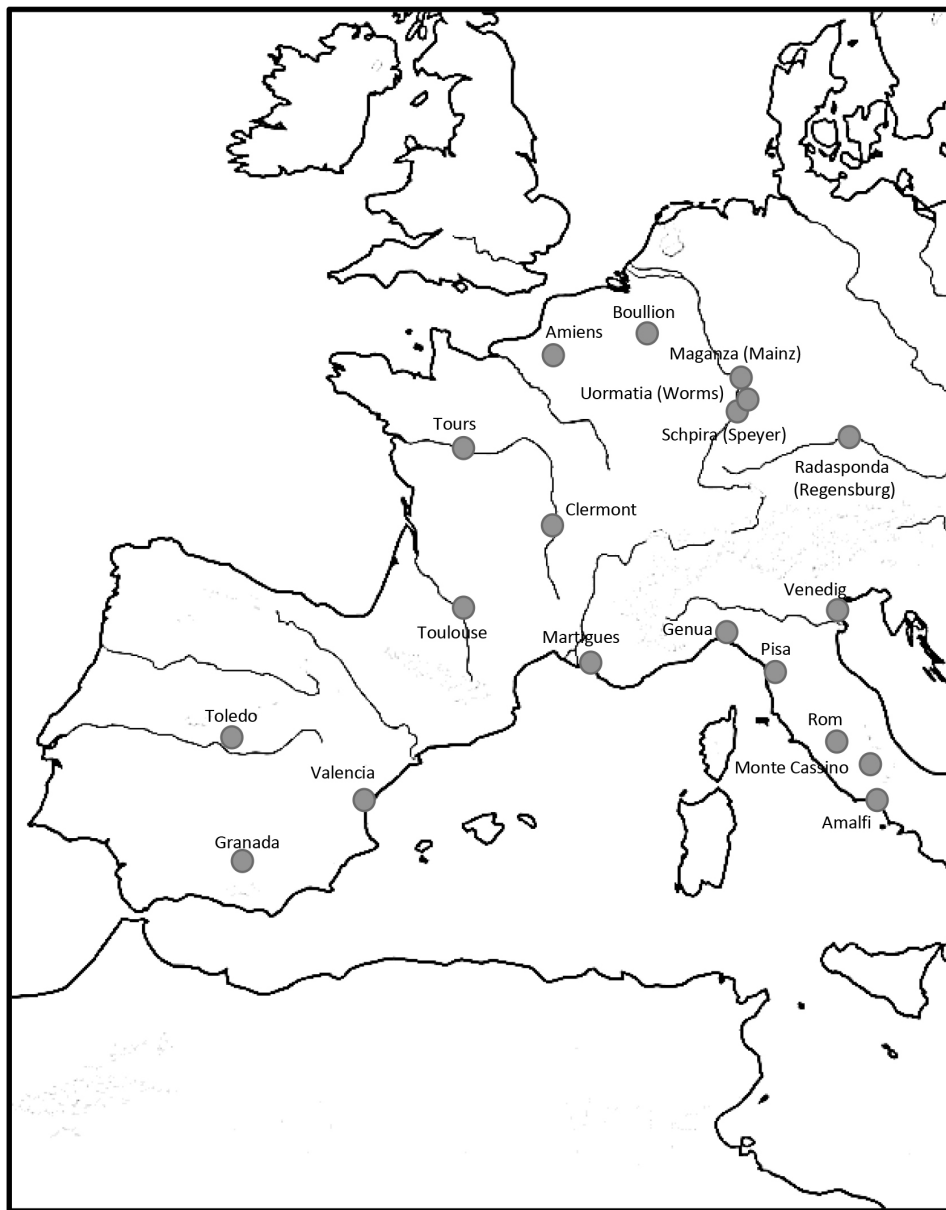 Boullion
Amiens
Maganza (Mainz)
Uormatia (Worms)
Tours
Schpira (Speyer)
Radasponda
(Regensburg)
Clermont
Venedig
Toulouse
Martigues
Genua
Pisa
Toledo
Rom
Valencia
Monte Cassino
Amalfi
Granada